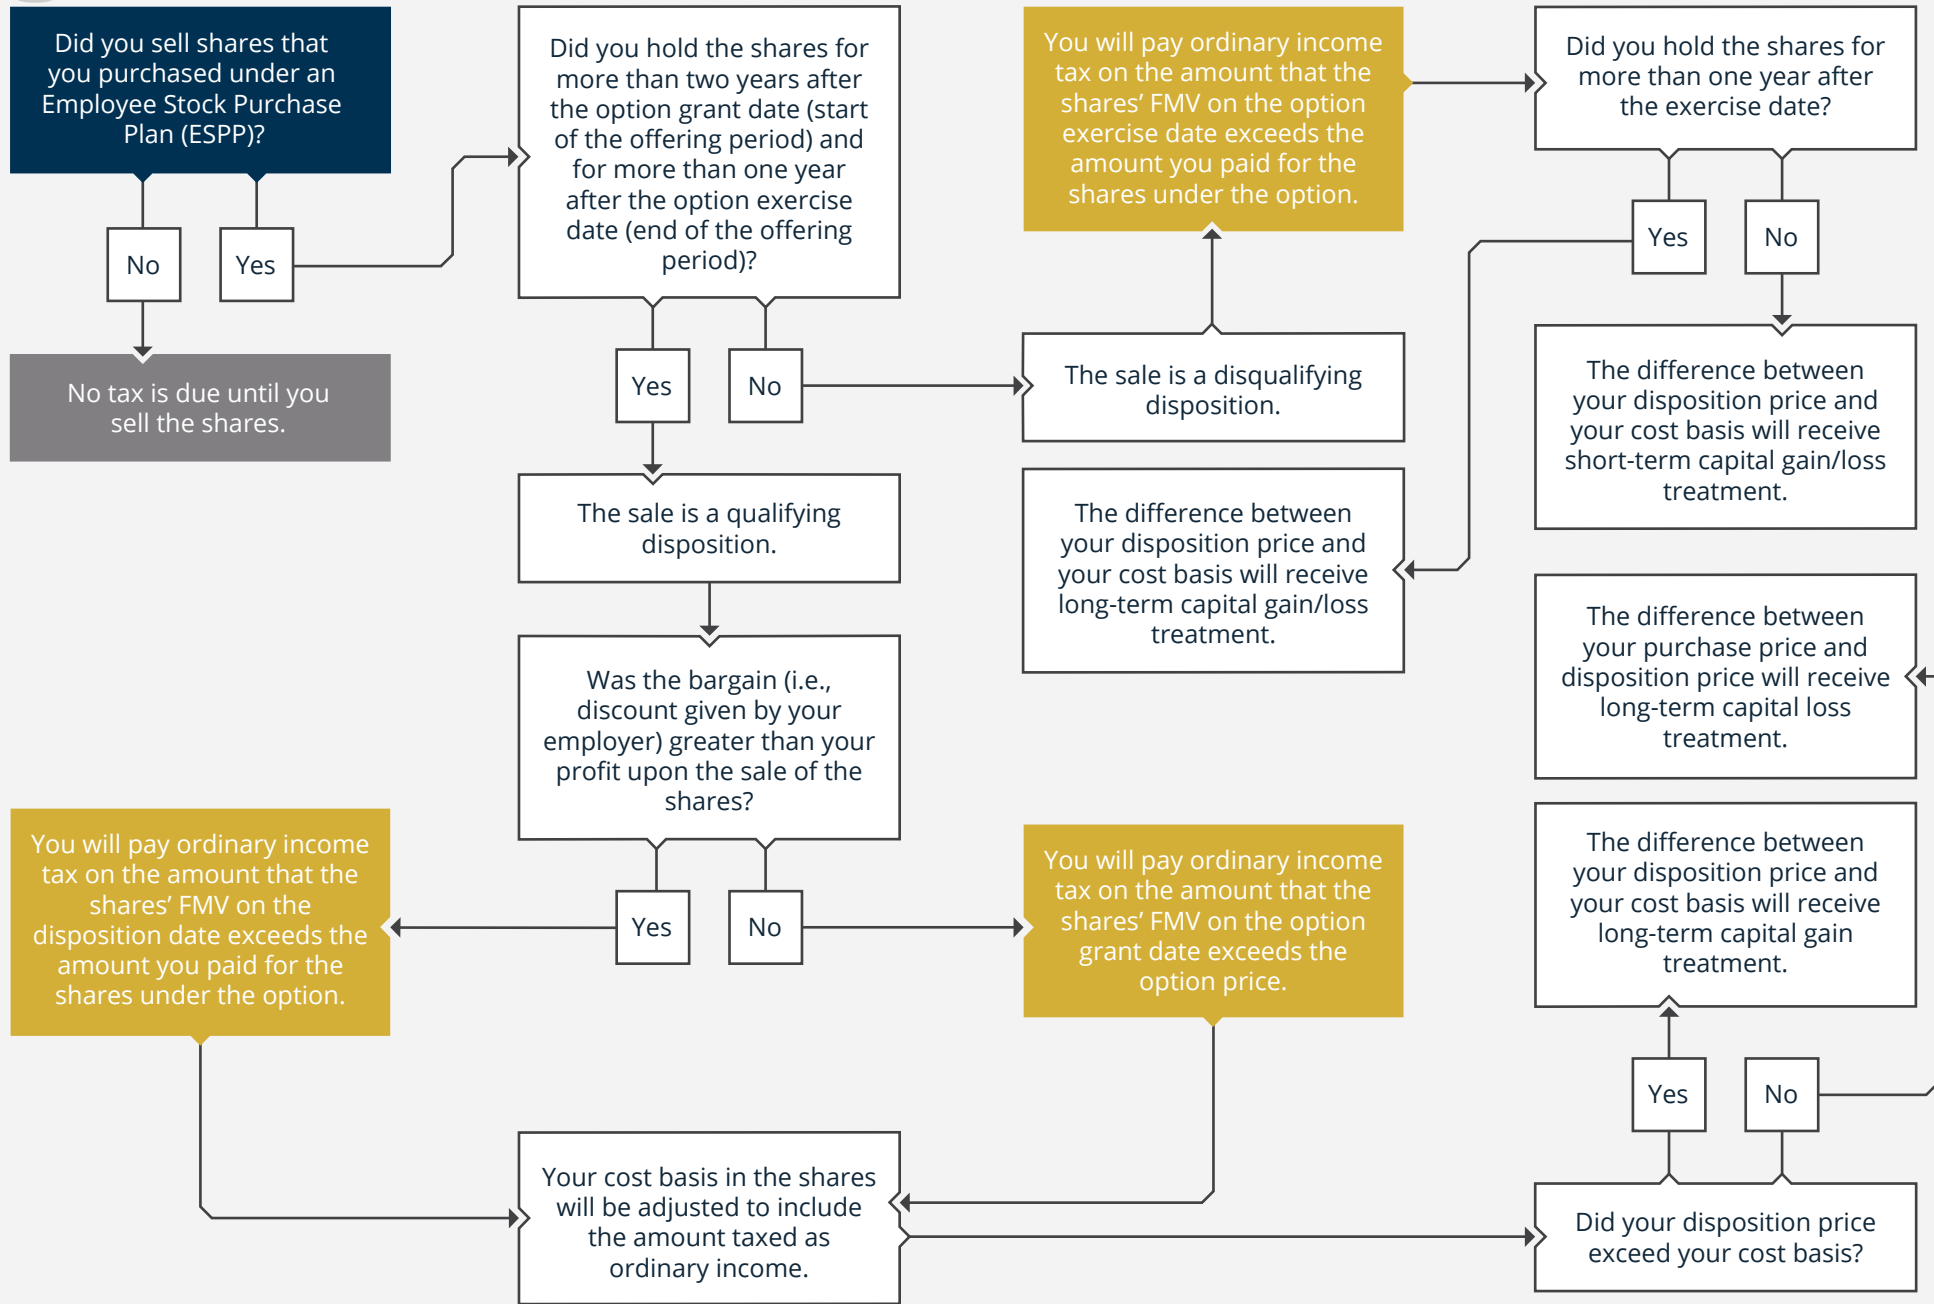 Did you sell shares that
you purchased under an
Employee Stock Purchase
Plan (ESPP)?
No
Yes
No tax is due until you
sell the shares.
Did you hold the shares for
more than two years after
the option grant date (start
of the offering period) and
for more than one year
after the option exercise
date (end of the offering
period)?
Yes
No
The sale is a qualifying
disposition.
Was the bargain (i.e.,
discount given by your
employer) greater than your
profit upon the sale of the
shares?
Yes
No
You will pay ordinary income
tax on the amount that the
shares’ FMV on the
disposition date exceeds the
amount you paid for the
shares under the option.
Your cost basis in the shares
will be adjusted to include
the amount taxed as
ordinary income.
You will pay ordinary income
tax on the amount that the
shares’ FMV on the option
exercise date exceeds the
amount you paid for the
shares under the option.
The sale is a disqualifying
disposition.
The difference between
your disposition price and
your cost basis will receive
long-term capital gain/loss
treatment.
You will pay ordinary income
tax on the amount that the
shares’ FMV on the option
grant date exceeds the
option price.
Did you hold the shares for
more than one year after
the exercise date?
Yes
No
The difference between
your disposition price and
your cost basis will receive
short-term capital gain/loss
treatment.
The difference between
your purchase price and
disposition price will receive
long-term capital loss
treatment.
The difference between
your disposition price and
your cost basis will receive
long-term capital gain
treatment.
Yes
No
Did your disposition price
exceed your cost basis?